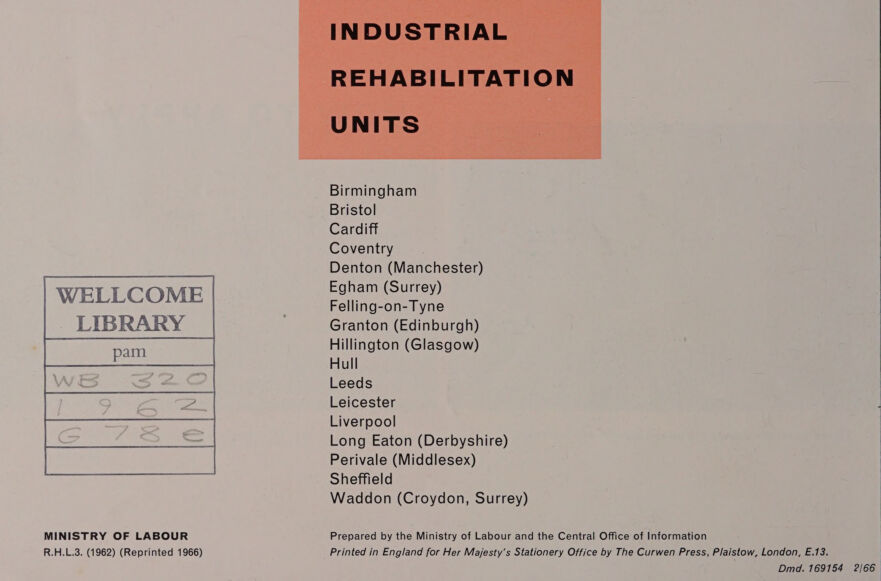 INDUSTRIAL
REHABILITATION
UNITS
Birmingham
Bristol
Cardiff
Coventry
Denton (Manchester)
Egham (Surrey)
Felling-on-Tyne
Granton (Edinburgh)
Hillington (Glasgow)
Hull
Leeds
Leicester
Liverpool
Long Eaton (Derbyshire)
Perivale (Middlesex)
Sheffield
Waddon (Croydon, Surrey)
WELLCOME
LIBRARY
pam
WB 320
1962
G78e
MINISTRY OF LABOUR
R.H.L.3. (1962) (Reprinted 1966)
Prepared by the Ministry of Labour and the Central Office of Information
Printed in England for Her Majesty's Stationery Office by The Curwen Press, Plaistow, London, E.13.
Dmd. 169154 2/66